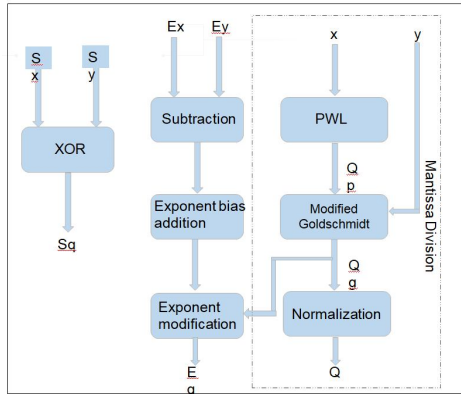 Ex
Ey
x
y
S
x
S
y
Subtraction
PWL
XOR
Q
p
Mantissa Division
Exponent bias
addition
Modified
Goldschmidt
Sq
Q
g
Exponent
modification
Normalization
E
q
Q